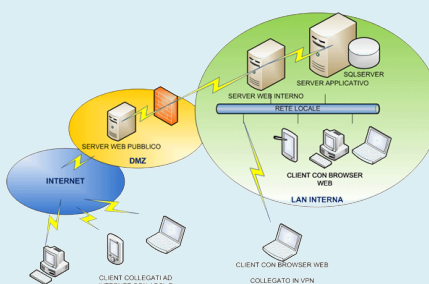 SQLSERVER
SERVER APPLICATIVO
SERVER WEB INTERNO
RETE LOCALE
SERVER WEB PUBBLICO
DMZ
INTERNET
CLIENT CON BROWSER
WEB
LAN INTERNA
CLIENT COLLEGATI AD
CLIENT CON BROWSER WEB
COLLEGATO IN VPN